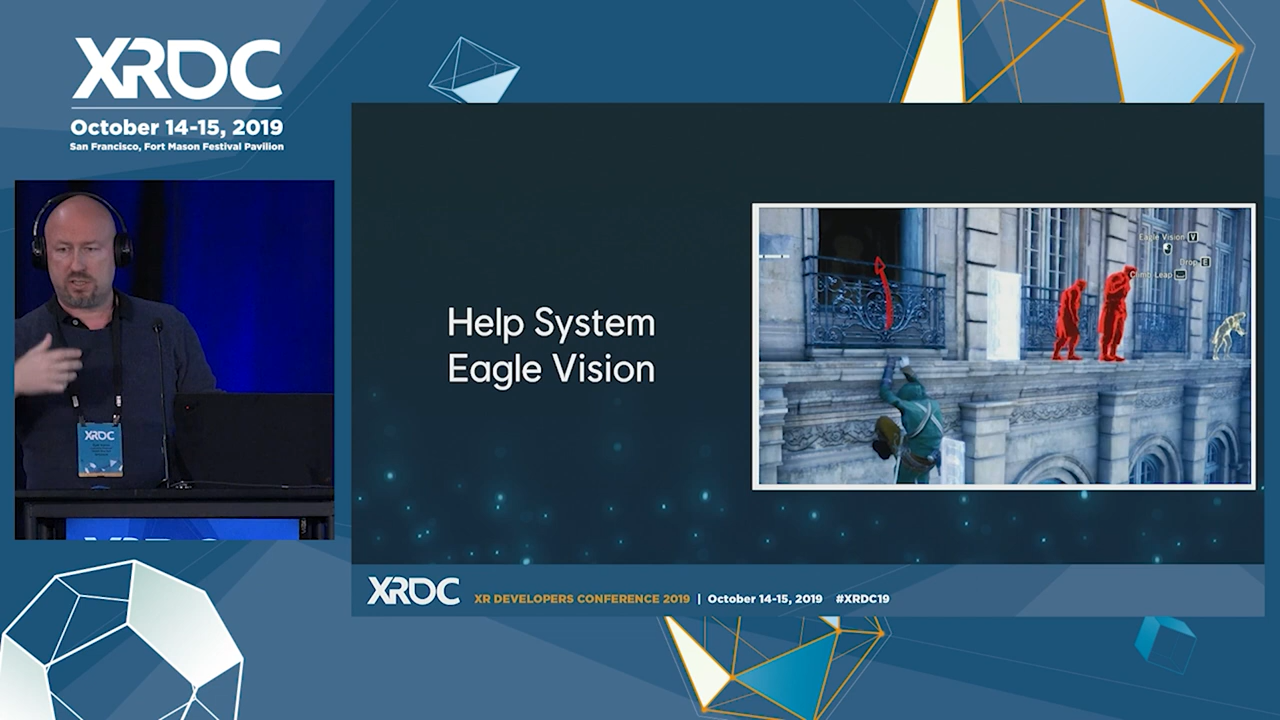 XRDC
October 14-15, 2019
San Francisco, Fort Mason Festival Pavilion
XRDC
Help System
Eagle Vision
Eagle Vision V
Drop E
Climb Leap
XRDC
XR DEVELOPERS CONFERENCE 2019 | October 14-15, 2019 #XRDC19